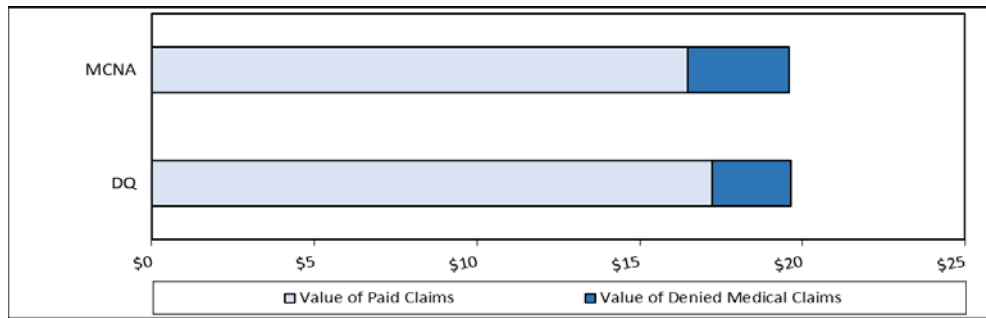 MCNA
DQ
$0 $5 $10 $15 $20 $25
Value of Paid Claims Value of Denied Medical Claims